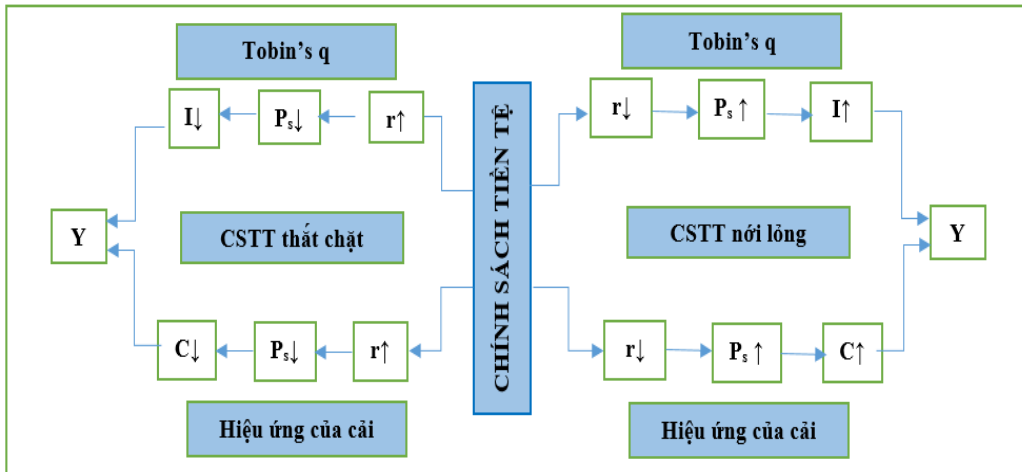 Tobin's q
Tobin's q
I↓
Pₛ↓
r↑
r↓
Pₛ ↑
I↑
CHÍNH SÁCH TIỀN TỆ
Y
CSTT thắt chặt
CSTT nới lỏng
Y
C↓
Pₛ↓
r↑
r↓
Pₛ ↑
C↑
Hiệu ứng của cải
Hiệu ứng của cải